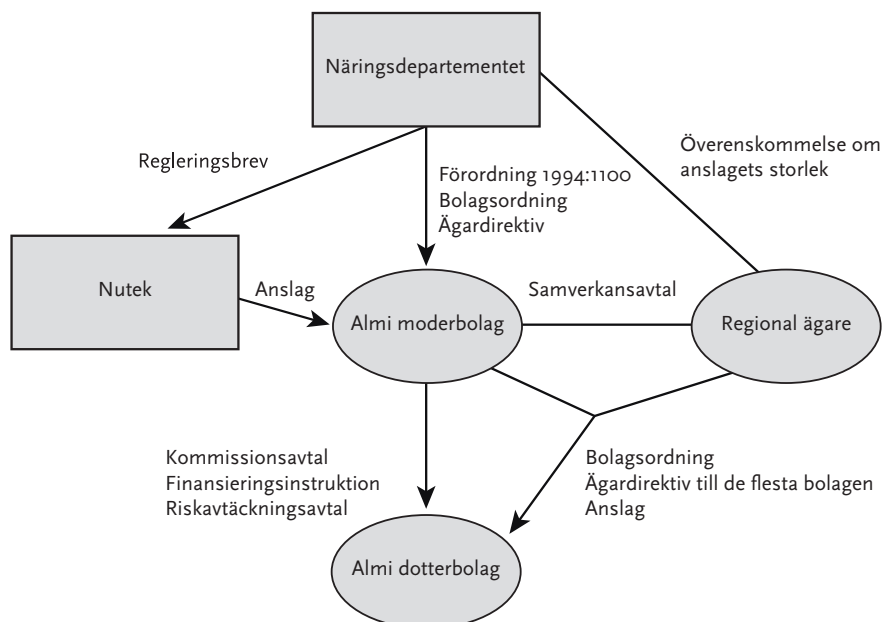 Näringsdepartementet
Överenskommelse om
anslagets storlek
Regleringsbrev
Förordning 1994:1100
Bolagsordning
Ägardirektiv
Nutek
Anslag
Almi moderbolag
Samverkansavtal
Regional ägare
Kommissionsavtal
Finansieringsinstruktion
Riskavtäckningsavtal
Bolagsordning
Ägardirektiv till de flesta bolagen
Anslag
Almi dotterbolag